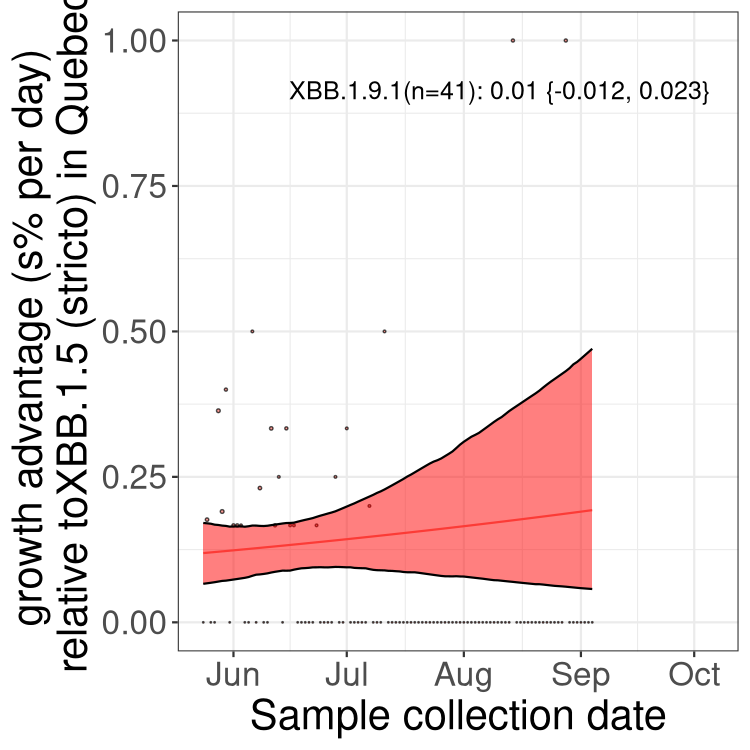 growth advantage (s% per day)
relative toXBB.1.5 (stricto) in Quebec
1.00
0.75
0.50
0.25
0.00
XBB.1.9.1(n=41): 0.01 {-0.012, 0.023}
Jun Jul Aug Sep Oct
Sample collection date